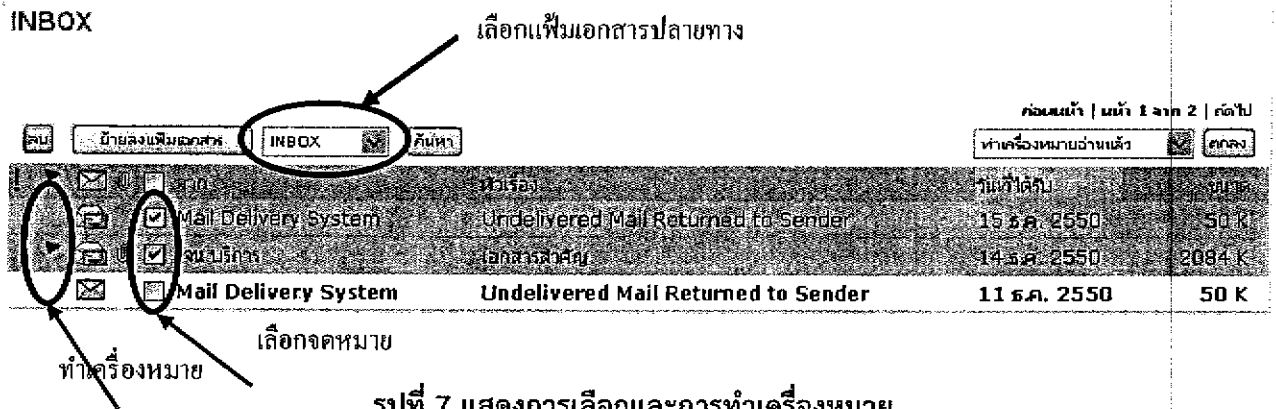 INBOX
เลือกแฟ้มเอกสารปลายทาง
ก่อนหน้า | หน้า 1 จาก 2 | ถัดไป
ลบ ย้ายลงแฟ้มเอกสาร INBOX ค้นหา ทำเครื่องหมายอ่านแล้ว ตกลง
! จาก หัวเรื่อง วันที่ได้รับ ขนาด
Mail Delivery System Undelivered Mail Returned to Sender 15 ธ.ค. 2550 50 K
บริการ เอกสารสำคัญ 14 ธ.ค. 2550 2084 K
Mail Delivery System Undelivered Mail Returned to Sender 11 ธ.ค. 2550 50 K
เลือกจดหมาย
ทำเครื่องหมาย
รูปที่ 7 แสดงการเลือกและการทำเครื่องหมาย